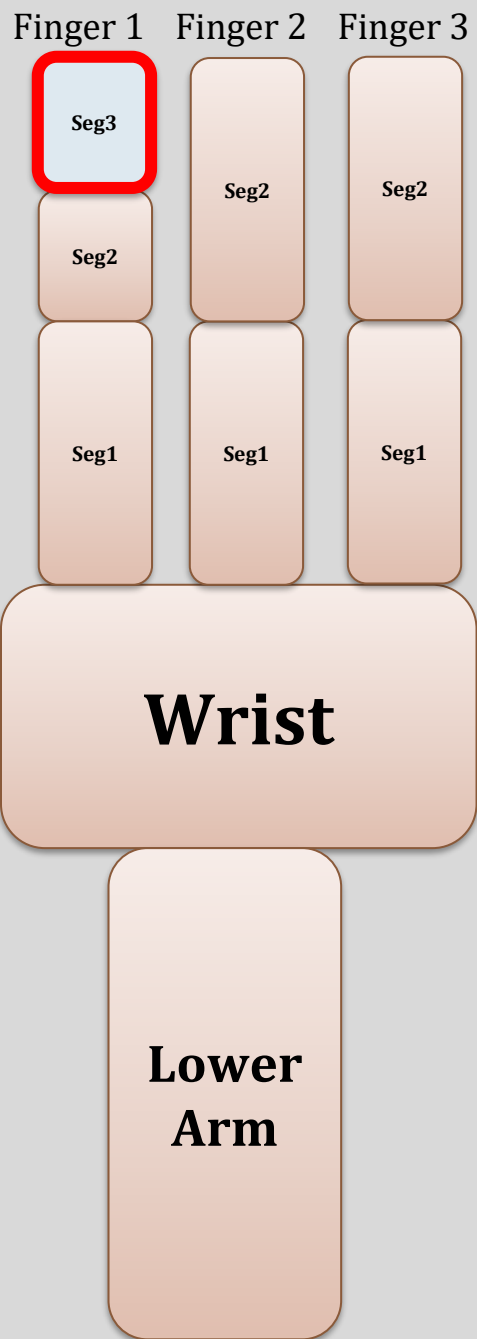 Finger 1 Finger 2 Finger 3
Seg3
Seg2 Seg2
Seg2
Seg1 Seg1 Seg1
Wrist
Lower
Arm